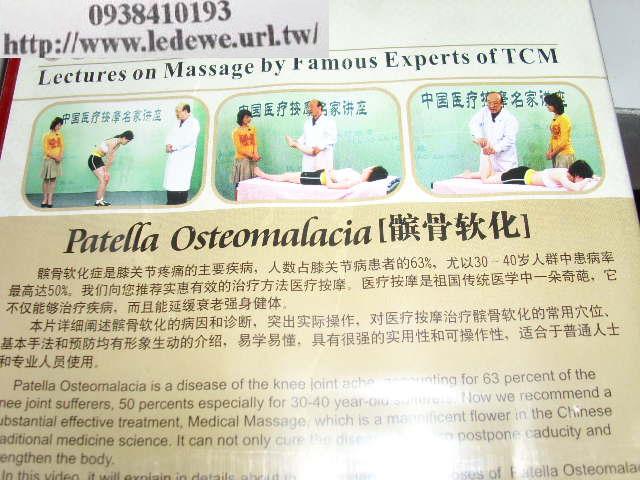 0938410193
http://www.ledewe.url.tw/
Lectures on Massage by Famous Experts of TCM
中国医疗按摩名家讲座
中国医疗按摩名家讲座
中国医疗按摩名家讲座
Patella Osteomalacia [髌骨软化]
髌骨软化症是膝关节疼痛的主要疾病，人数占膝关节病患者的63%，尤以30-40岁人群中患病率
最高达50%。我们向您推荐实惠有效的治疗方法医疗按摩。医疗按摩是祖国传统医学中一朵奇葩，它
不仅能够治疗疾病，而且能延缓衰老强身健体。
本片详细阐述髌骨软化的病因和诊断，突出实际操作，对医疗按摩治疗髌骨软化的常用穴位、
基本手法和预防均有形象生动的介绍，易学易懂，具有很强的实用性和可操作性，适合于普通人士
和专业人员使用。
Patella Osteomalacia is a disease of the knee joint ache, accounting for 63 percent of the
nee joint sufferers, 50 percents especially for 30-40 year-old sufferers. Now we recommend a
ubstantial effective treatment, Medical Massage, which is a magnificent flower in the Chinese
aditional medicine science. It can not only cure the postpone caducity and
engthen the body.
In this video, it will explain in details about of Patella Osteomalac